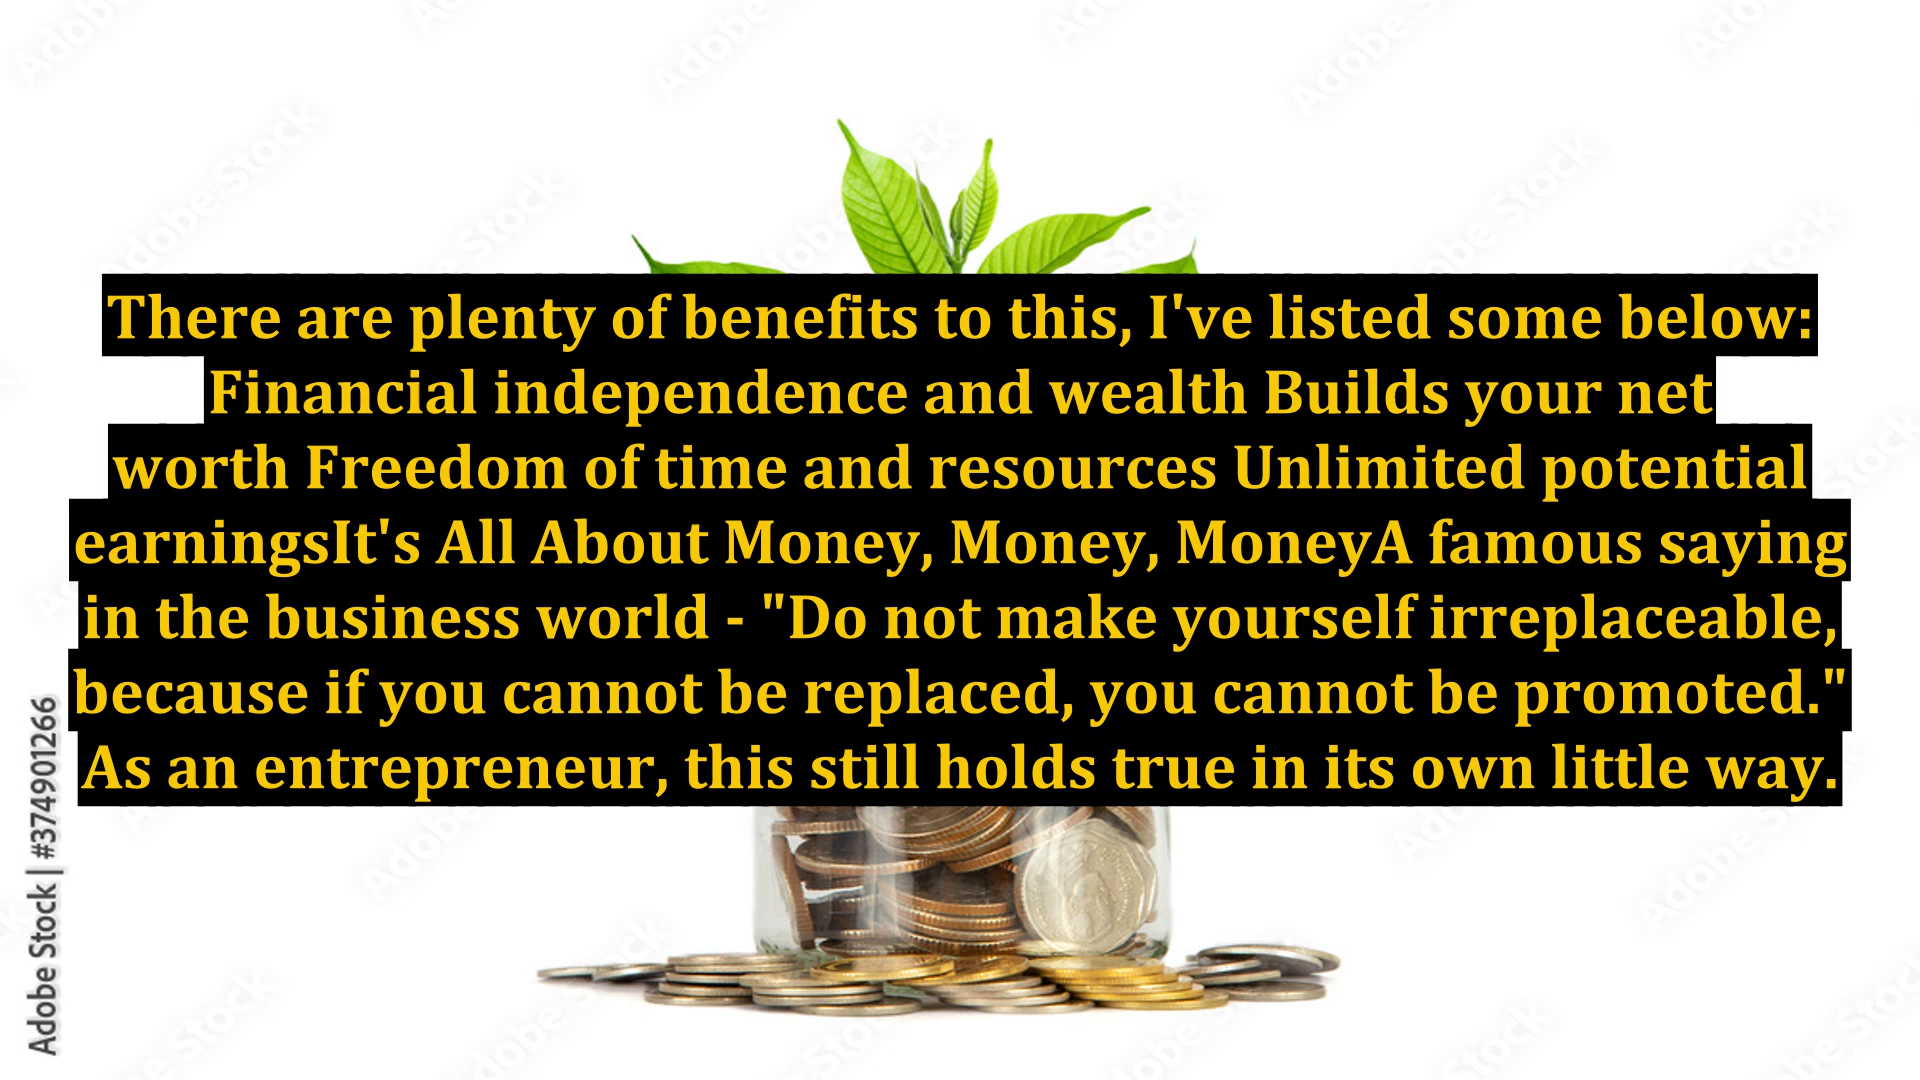 There are plenty of benefits to this, I've listed some below:
Financial independence and wealth Builds your net
worth Freedom of time and resources Unlimited potential
earningsIt's All About Money, Money, MoneyA famous saying
in the business world - "Do not make yourself irreplaceable,
because if you cannot be replaced, you cannot be promoted."
As an entrepreneur, this still holds true in its own little way.
Adobe Stock | #374901266